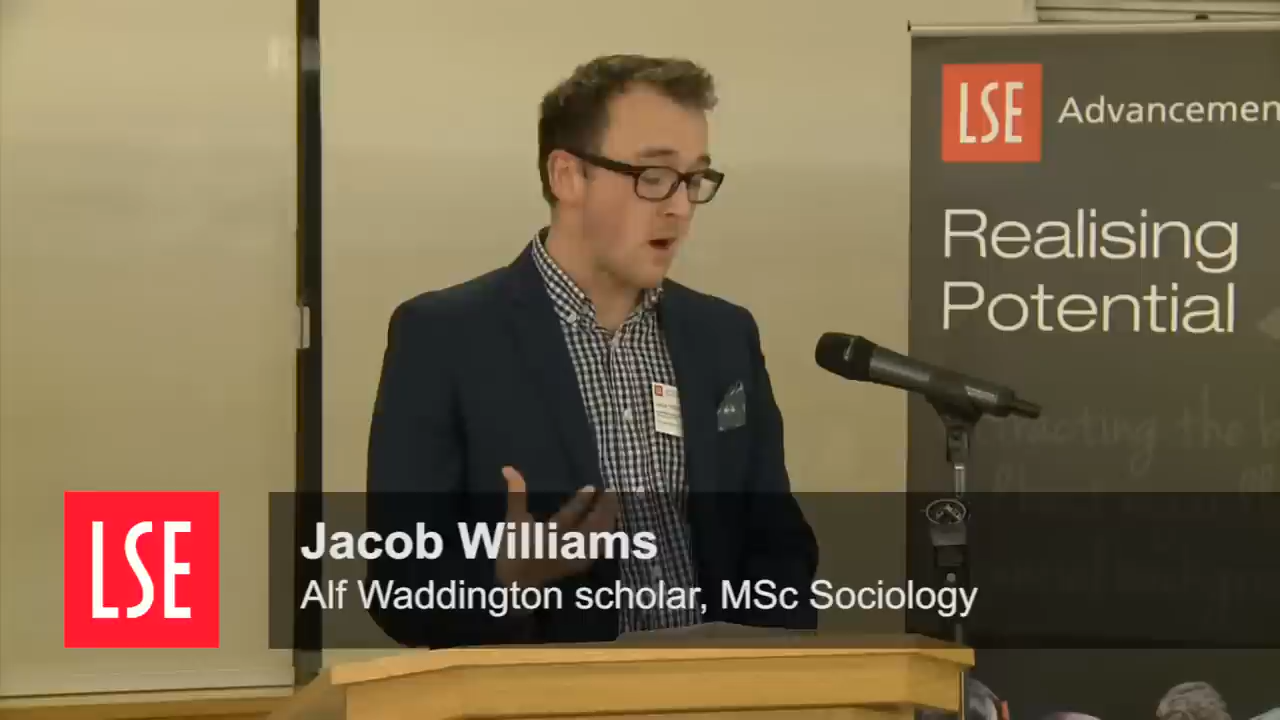 LSE Advancemen
Realising
Potential
LSE
Jacob Williams
Alf Waddington scholar, MSc Sociology